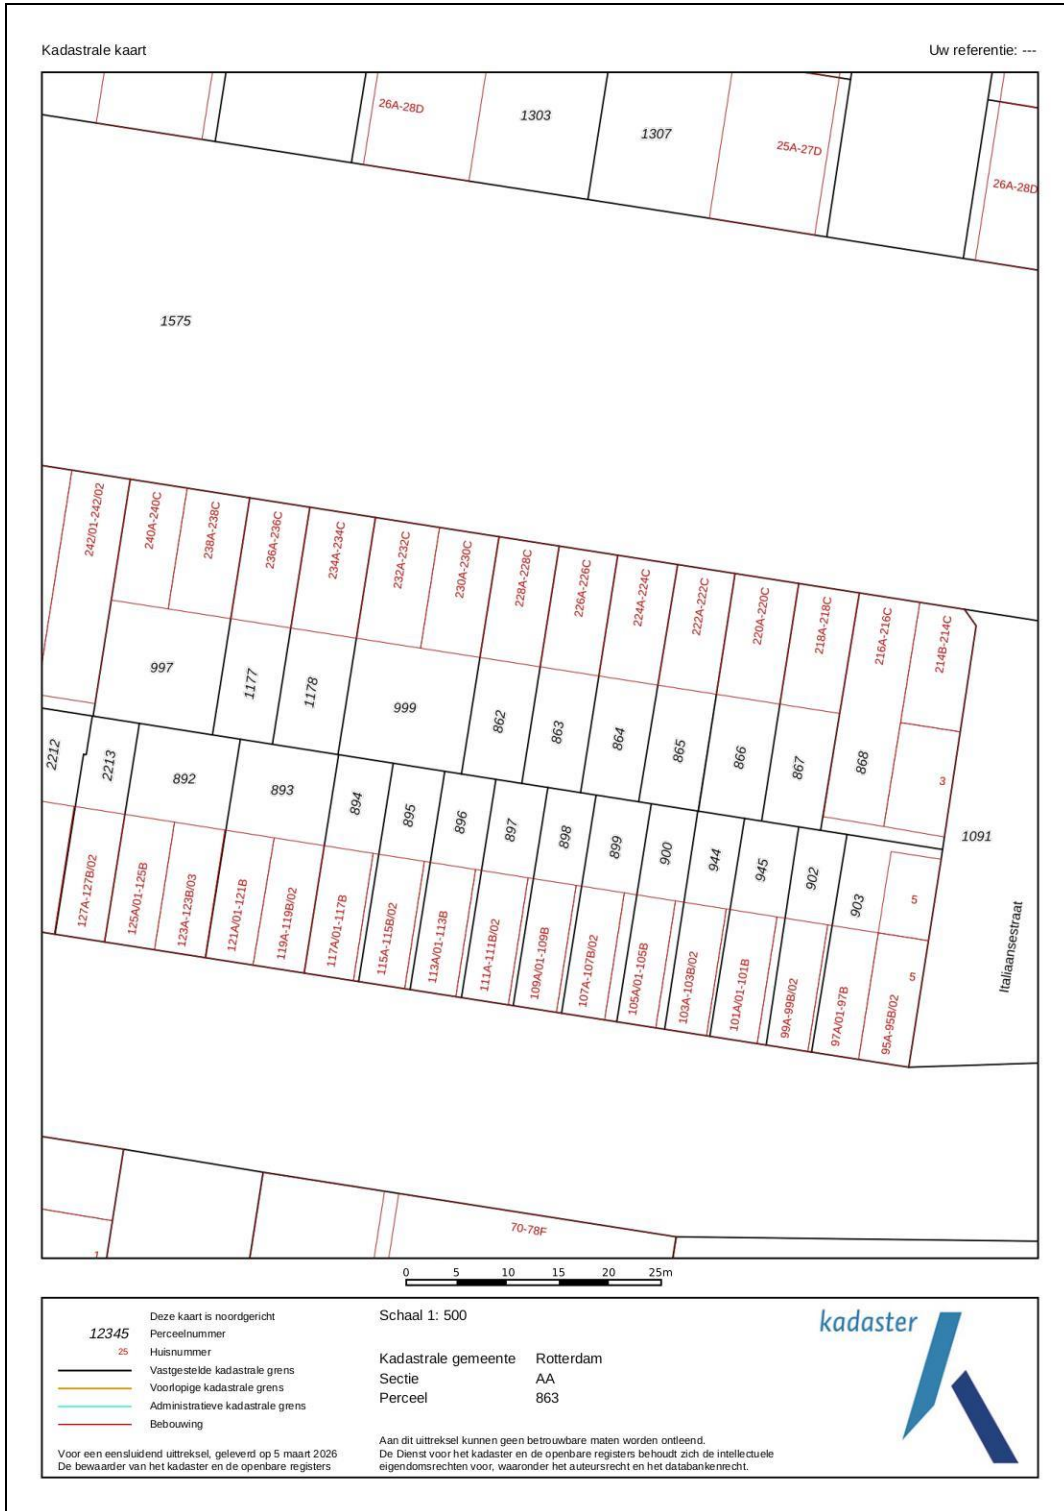 Kadastrale kaart
Uw referentie: ---
26A-28D
1303
1307
25A-27D
26A-28D
1575
242/01-242/02
240A-240C
238A-238C
236A-236C
234A-234C
232A-232C
230A-230C
228A-228C
226A-226C
224A-224C
222A-222C
220A-220C
218A-218C
216A-216C
214B-214C
997
1177
1178
999
862
863
864
865
866
867
868
3
2212
2213
892
893
894
895
896
897
898
899
900
944
945
902
903
5
1091
Italiaansestraat
127A-127B/02
125A/01-125B
123A-123B/03
121A/01-121B
119A-119B/02
117A/01-117B
115A-115B/02
113A/01-113B
111A-111B/02
109A/01-109B
107A-107B/02
105A/01-105B
103A-103B/02
101A/01-101B
99A-99B/02
97A/01-97B
95A-95B/02
5
1
70-78F
0 5 10 15 20 25m
Deze kaart is noordgericht
12345 Perceelnummer
25 Huisnummer
Vastgestelde kadastrale grens
Voorlopige kadastrale grens
Administratieve kadastrale grens
Bebouwing
Voor een eensluidend uittreksel, geleverd op 5 maart 2026
De bewaarder van het kadaster en de openbare registers
Schaal 1: 500
Kadastrale gemeente Rotterdam
Sectie AA
Perceel 863
Aan dit uittreksel kunnen geen betrouwbare maten worden ontleend.
De Dienst voor het kadaster en de openbare registers behoudt zich de intellectuele
eigendomsrechten voor, waaronder het auteursrecht en het databankenrecht.
kadaster